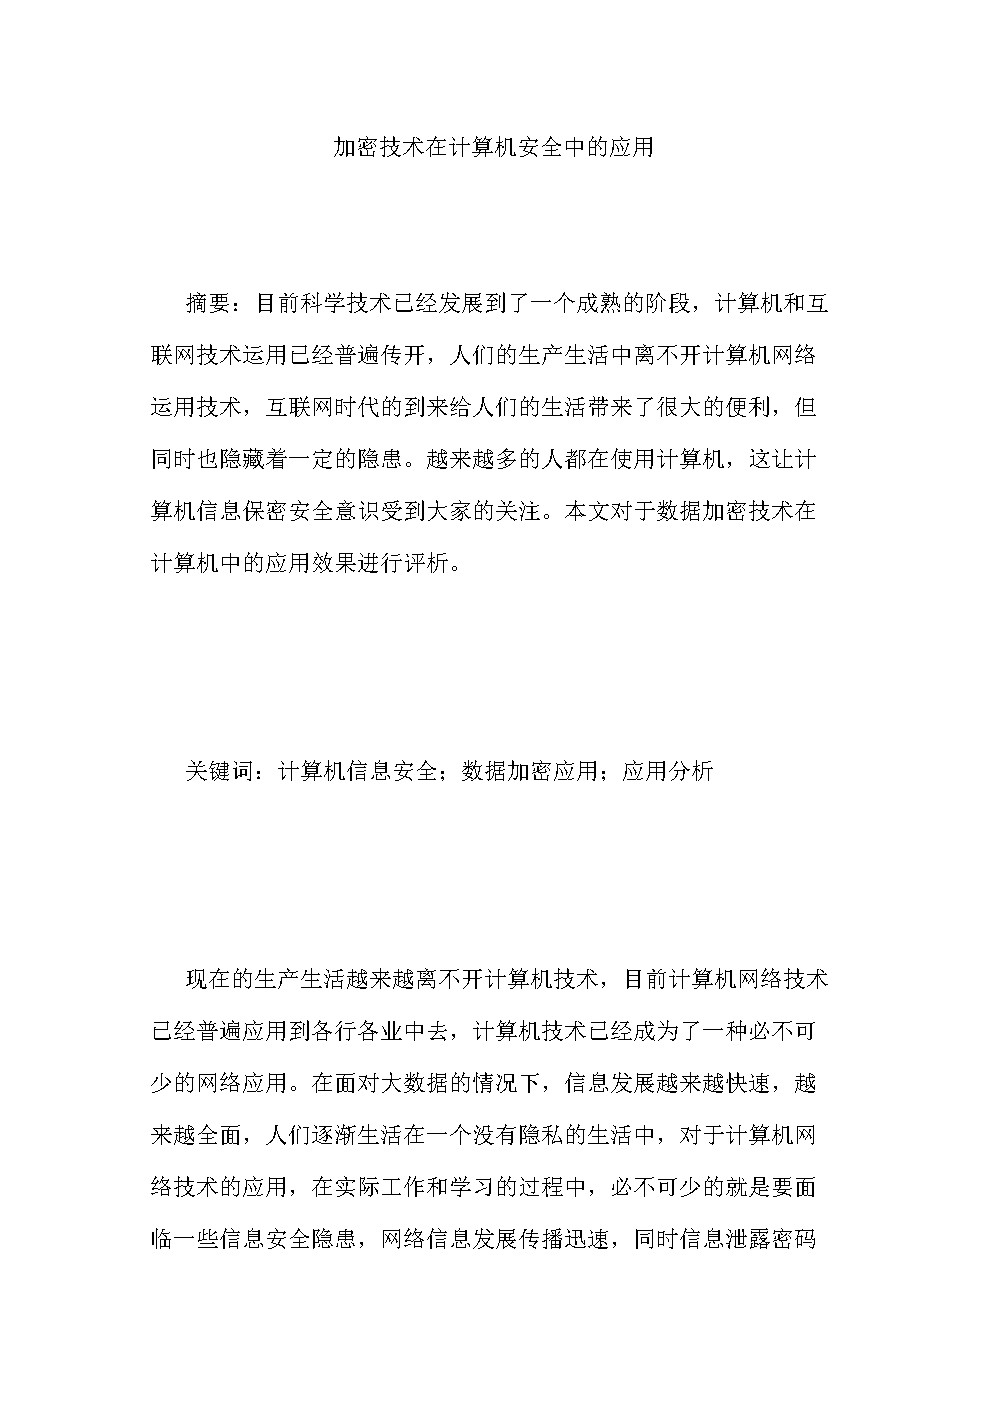 加密技术在计算机安全中的应用
摘要：目前科学技术已经发展到了一个成熟的阶段，计算机和互
联网技术运用已经普遍传开，人们的生产生活中离不开计算机网络
运用技术，互联网时代的到来给人们的生活带来了很大的便利，但
同时也隐藏着一定的隐患。越来越多的人都在使用计算机，这让计
算机信息保密安全意识受到大家的关注。本文对于数据加密技术在
计算机中的应用效果进行评析。
关键词：计算机信息安全；数据加密应用；应用分析
现在的生产生活越来越离不开计算机技术，目前计算机网络技术
已经普遍应用到各行各业中去，计算机技术已经成为了一种必不可
少的网络应用。在面对大数据的情况下，信息发展越来越快速，越
来越全面，人们逐渐生活在一个没有隐私的生活中，对于计算机网
络技术的应用，在实际工作和学习的过程中，必不可少的就是要面
临一些信息安全隐患，网络信息发展传播迅速，同时信息泄露密码